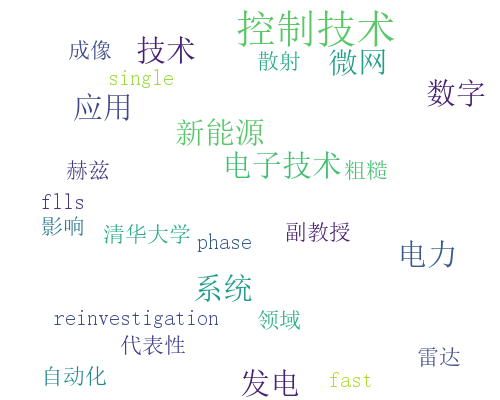 控制技术
成像 技术 散射 微网
single
应用 数字
新能源
电子技术 粗糙
赫兹
flls
影响 清华大学 phase 副教授
电力
系统
reinvestigation 领域
代表性 雷达
自动化 发电 fast